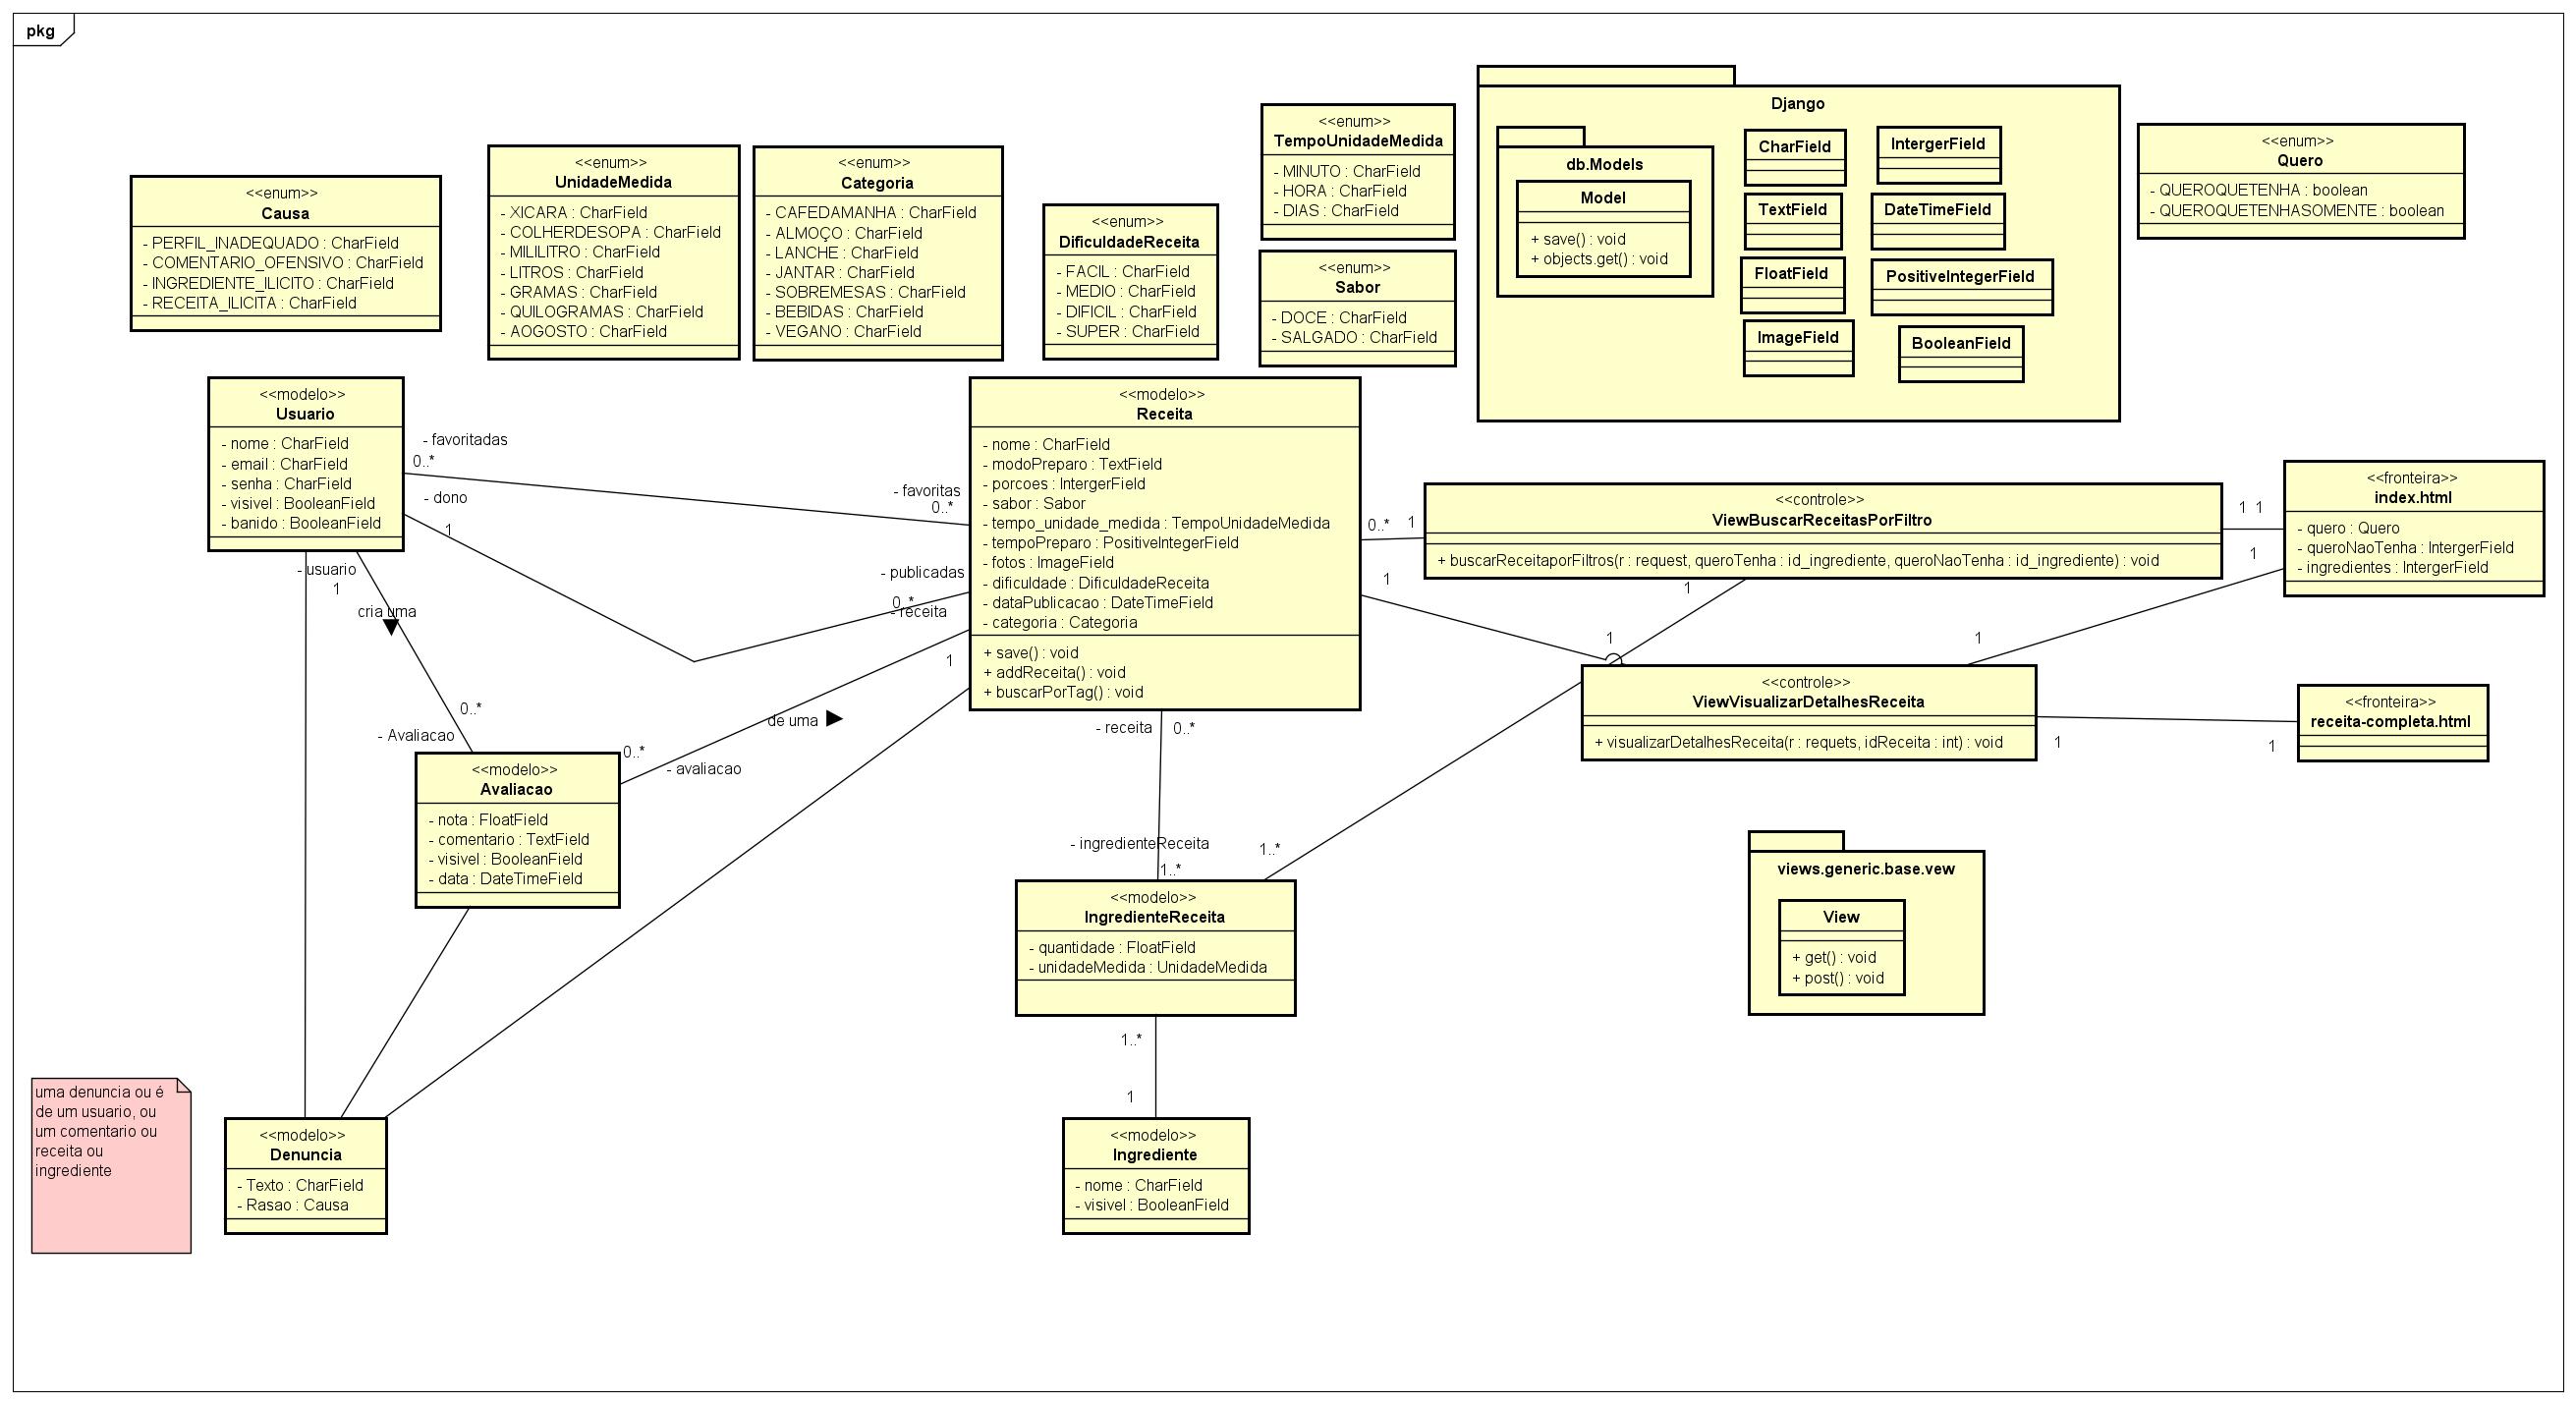 pkg
<<enum>>
Causa
- PERFIL_INADEQUADO : CharField
- COMENTARIO_OFENSIVO : CharField
- INGREDIENTE_ILICITO : CharField
- RECEITA_ILICITA : CharField
<<enum>>
UnidadeMedida
- XICARA : CharField
- COLHERDESOPA : CharField
- MILILITRO : CharField
- LITROS : CharField
- GRAMAS : CharField
- QUILOGRAMAS : CharField
- AOGOSTO : CharField
<<enum>>
Categoria
- CAFEDAMANHA : CharField
- ALMOÇO : CharField
- LANCHE : CharField
- JANTAR : CharField
- SOBREMESAS : CharField
- BEBIDAS : CharField
- VEGANO : CharField
<<enum>>
DificuldadeReceita
- FACIL : CharField
- MEDIO : CharField
- DIFICIL : CharField
- SUPER : CharField
<<enum>>
TempoUnidadeMedida
- MINUTO : CharField
- HORA : CharField
- DIAS : CharField
<<enum>>
Sabor
- DOCE : CharField
- SALGADO : CharField
Django
db.Models
Model
+ save() : void
+ objects.get() : void
CharField
IntergerField
TextField
DateTimeField
FloatField
PositiveIntegerField
ImageField
BooleanField
<<enum>>
Quero
- QUEROQUETENHA : boolean
- QUEROQUETENHASOMENTE : boolean
<<modelo>>
Usuario
- nome : CharField
- email : CharField
- senha : CharField
- visivel : BooleanField
- banido : BooleanField
- favoritadas
0..*
- dono
1
- favoritas
0..*
- publicadas
0..*
- receita
1
- usuario
1
cria uma
0..*
- Avaliacao
de uma
0..*
- avaliacao
<<modelo>>
Receita
- nome : CharField
- modoPreparo : TextField
- porcoes : IntergerField
- sabor : Sabor
- tempo_unidade_medida : TempoUnidadeMedida
- tempoPreparo : PositiveIntegerField
- fotos : ImageField
- dificuldade : DificuldadeReceita
- dataPublicacao : DateTimeField
- categoria : Categoria
+ save() : void
+ addReceita() : void
+ buscarPorTag() : void
0..*
1
<<controle>>
ViewBuscarReceitasPorFiltro
+ buscarReceitaporFiltros(r : request, queroTenha : id_ingrediente, queroNaoTenha : id_ingrediente) : void
1
1
<<fronteira>>
index.html
- quero : Quero
- queroNaoTenha : IntergerField
- ingredientes : IntergerField
1
1
1
1
1
<<controle>>
ViewVisualizarDetalhesReceita
+ visualizarDetalhesReceita(r : requets, idReceita : int) : void
1
1
<<fronteira>>
receita-completa.html
<<modelo>>
Avaliacao
- nota : FloatField
- comentario : TextField
- visivel : BooleanField
- data : DateTimeField
- receita
0..*
- ingredienteReceita
1..*
1..*
<<modelo>>
IngredienteReceita
- quantidade : FloatField
- unidadeMedida : UnidadeMedida
1..*
1
views.generic.base.vew
View
+ get() : void
+ post() : void
uma denuncia ou é
de um usuario, ou
um comentario ou
receita ou
ingrediente
<<modelo>>
Denuncia
- Texto : CharField
- Rasao : Causa
<<modelo>>
Ingrediente
- nome : CharField
- visivel : BooleanField